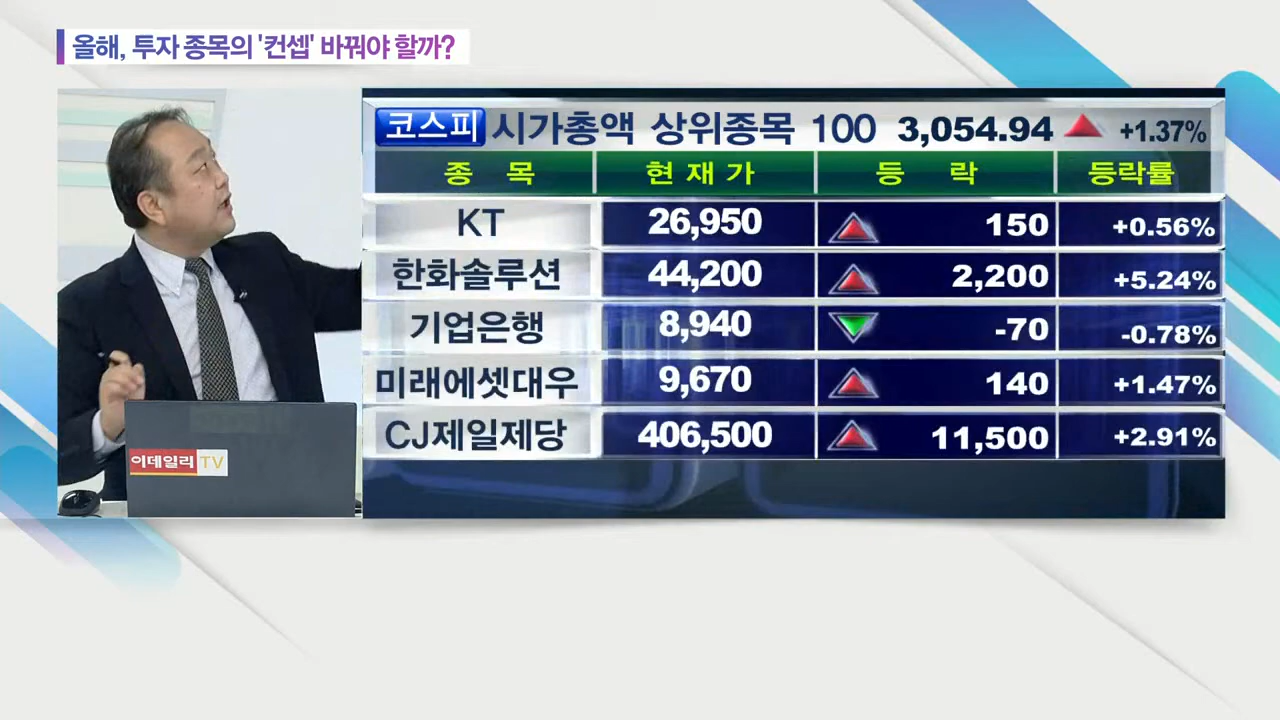 올해, 투자 종목의 '컨셉' 바꿔야 할까?
코스피 시가총액 상위종목 100 3,054.94 +1.37%
종 목 현 재 가 등 락 등락률
KT 26,950 150 +0.56%
한화솔루션 44,200 2,200 +5.24%
기업은행 8,940 -70 -0.78%
미래에셋대우 9,670 140 +1.47%
CJ제일제당 406,500 11,500 +2.91%
이데일리 TV